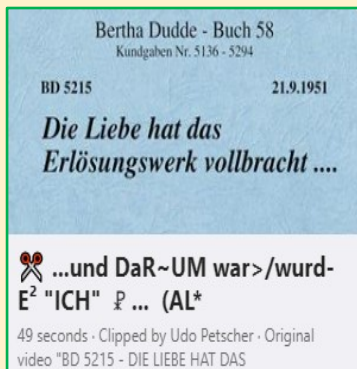 Bertha Dudde - Buch 58
Kundgaben Nr. 5136 - 5294
BD 5215 21.9.1951
Die Liebe hat das
Erlösungswerk vollbracht ....
✂ ...und DaR~UM war>/wurd-
E² "ICH" ☧ ... (AL*
49 seconds · Clipped by Udo Petscher · Original
video "BD 5215 - DIE LIEBE HAT DAS